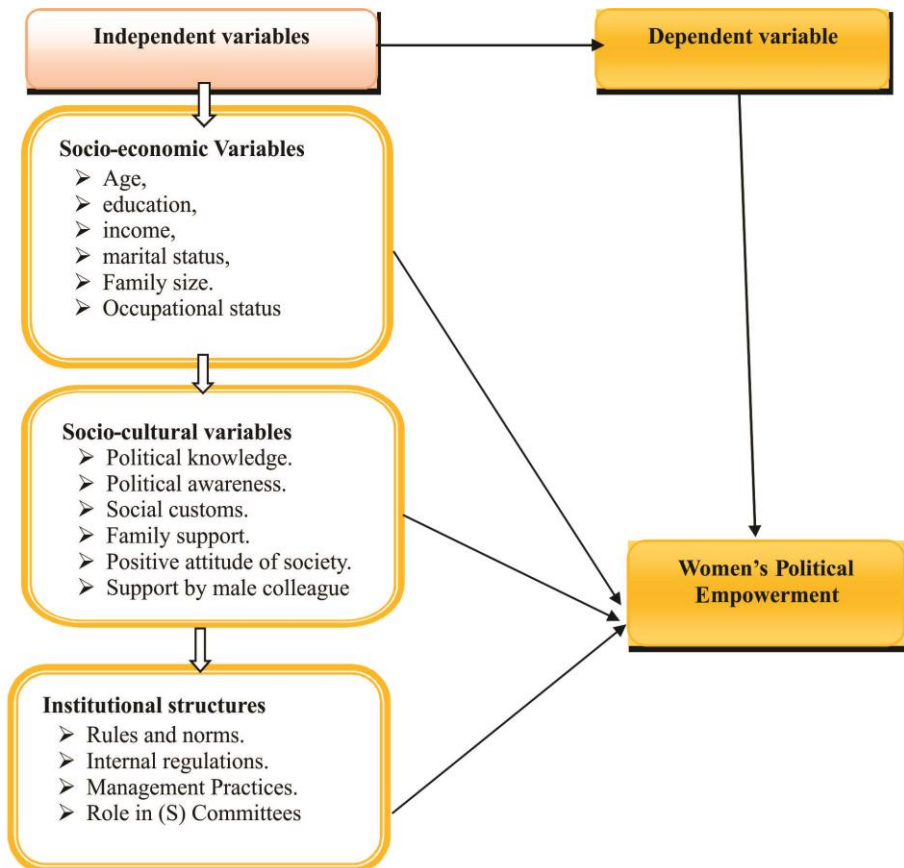 Independent variables
Dependent variable
Socio-economic Variables
➢ Age,
➢ education,
➢ income,
➢ marital status,
➢ Family size.
➢ Occupational status
Socio-cultural variables
➢ Political knowledge.
➢ Political awareness.
➢ Social customs.
➢ Family support.
➢ Positive attitude of society.
➢ Support by male colleague
Women’s Political
Empowerment
Institutional structures
➢ Rules and norms.
➢ Internal regulations.
➢ Management Practices.
➢ Role in (S) Committees